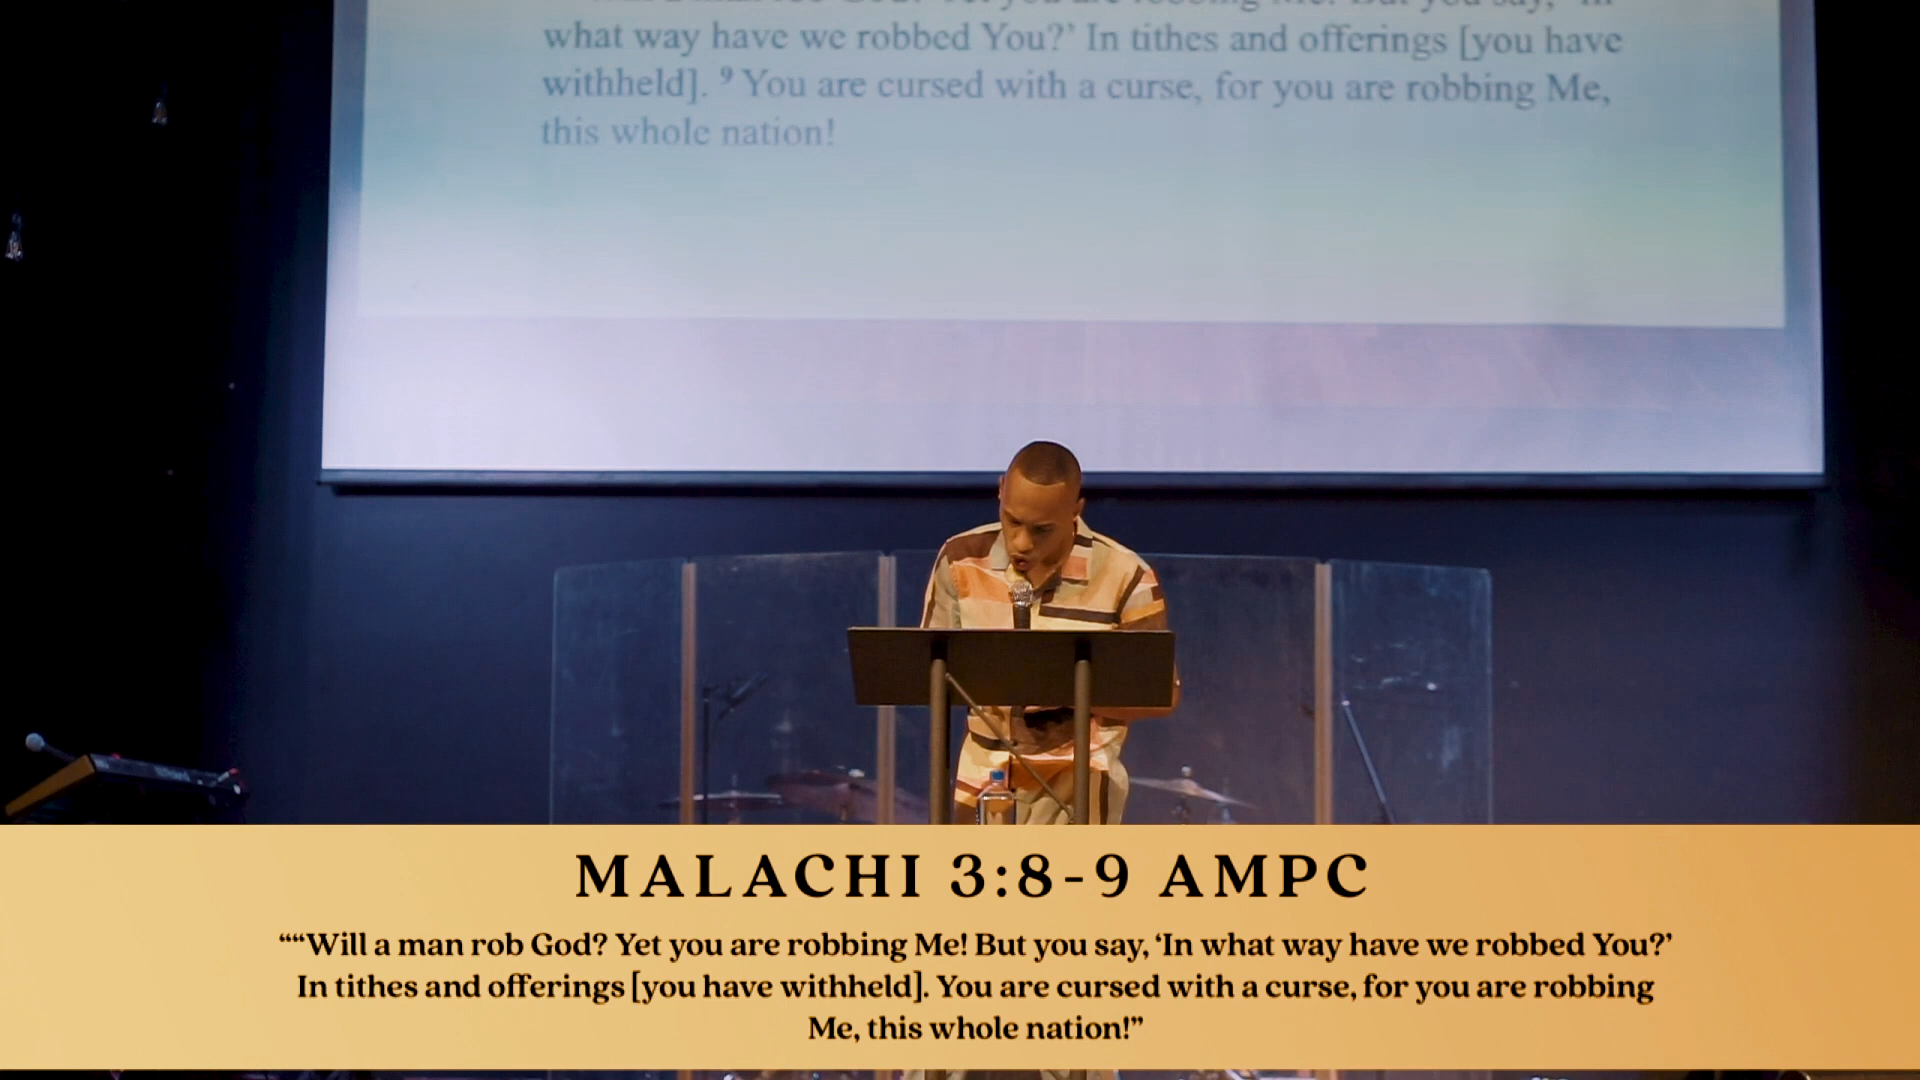 what way have we robbed You?’ In tithes and offerings [you have
withheld]. 9 You are cursed with a curse, for you are robbing Me,
this whole nation!
MALACHI 3:8-9 AMPC
““Will a man rob God? Yet you are robbing Me! But you say, ‘In what way have we robbed You?’
In tithes and offerings [you have withheld]. You are cursed with a curse, for you are robbing
Me, this whole nation!”